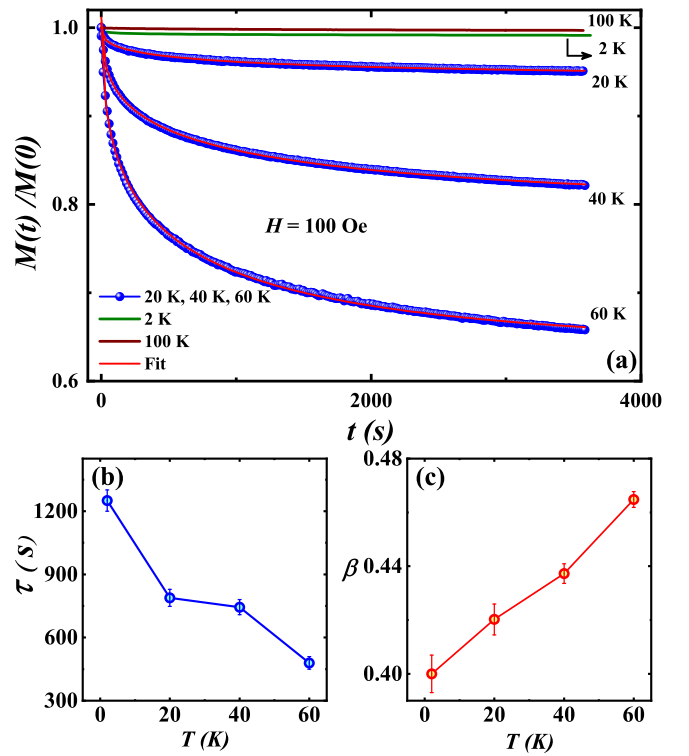 1.0
0.8
0.6
M(t) /M(0)
100 K
2 K
20 K
40 K
60 K
H = 100 Oe
20 K, 40 K, 60 K
2 K
100 K
Fit
(a)
0
2000
4000
t (s)
(b)
1200
900
600
300
τ (s)
0
20
40
60
T (K)
(c)
0.48
0.44
0.40
β
0
20
40
60
T (K)